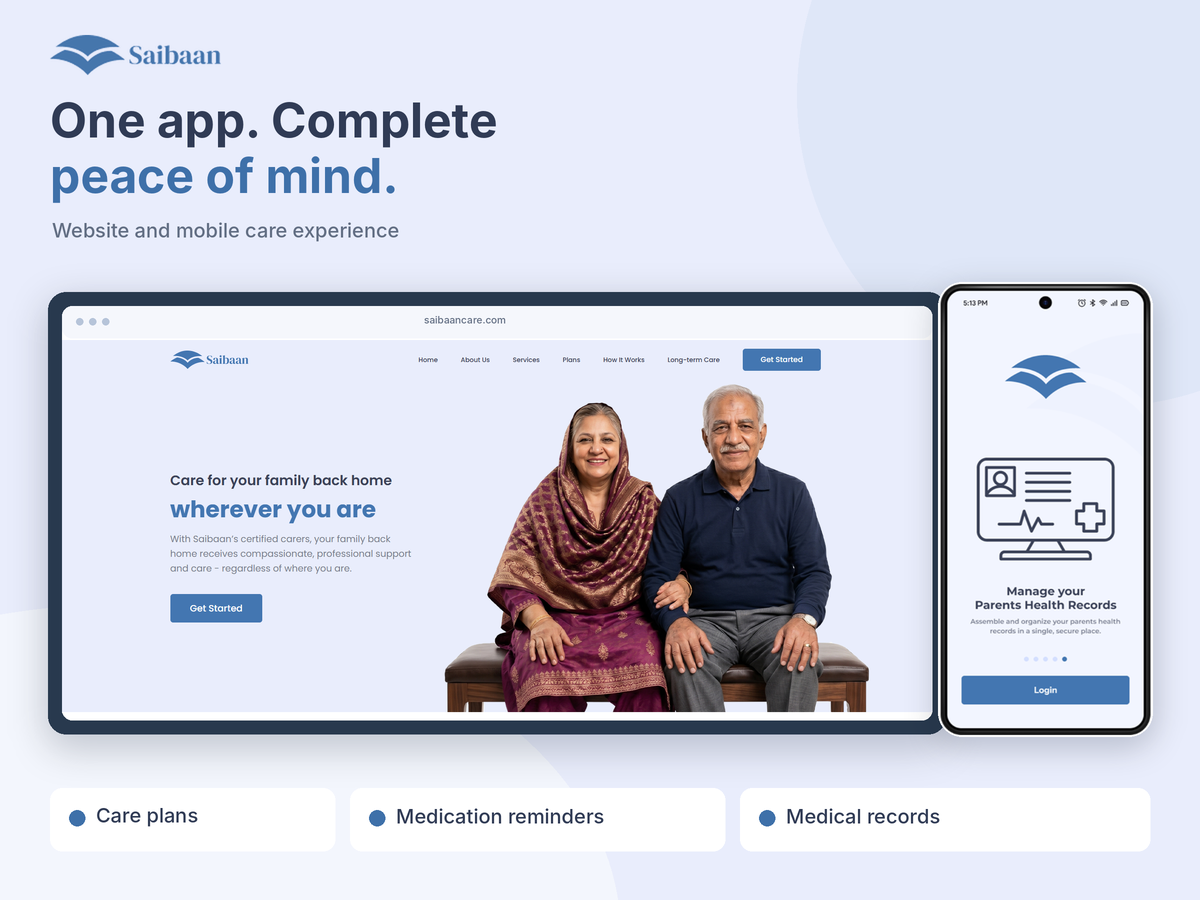 Saibaan
One app. Complete
peace of mind.
Website and mobile care experience
saibaancare.com
Saibaan
Home
About Us
Services
Plans
How It Works
Long-term Care
Get Started
Care for your family back home
wherever you are
With Saibaan’s certified carers, your family back
home receives compassionate, professional support
and care - regardless of where you are.
Get Started
5:13 PM
Manage your
Parents Health Records
Assemble and organize your parents health
records in a single, secure place.
Login
Care plans
Medication reminders
Medical records